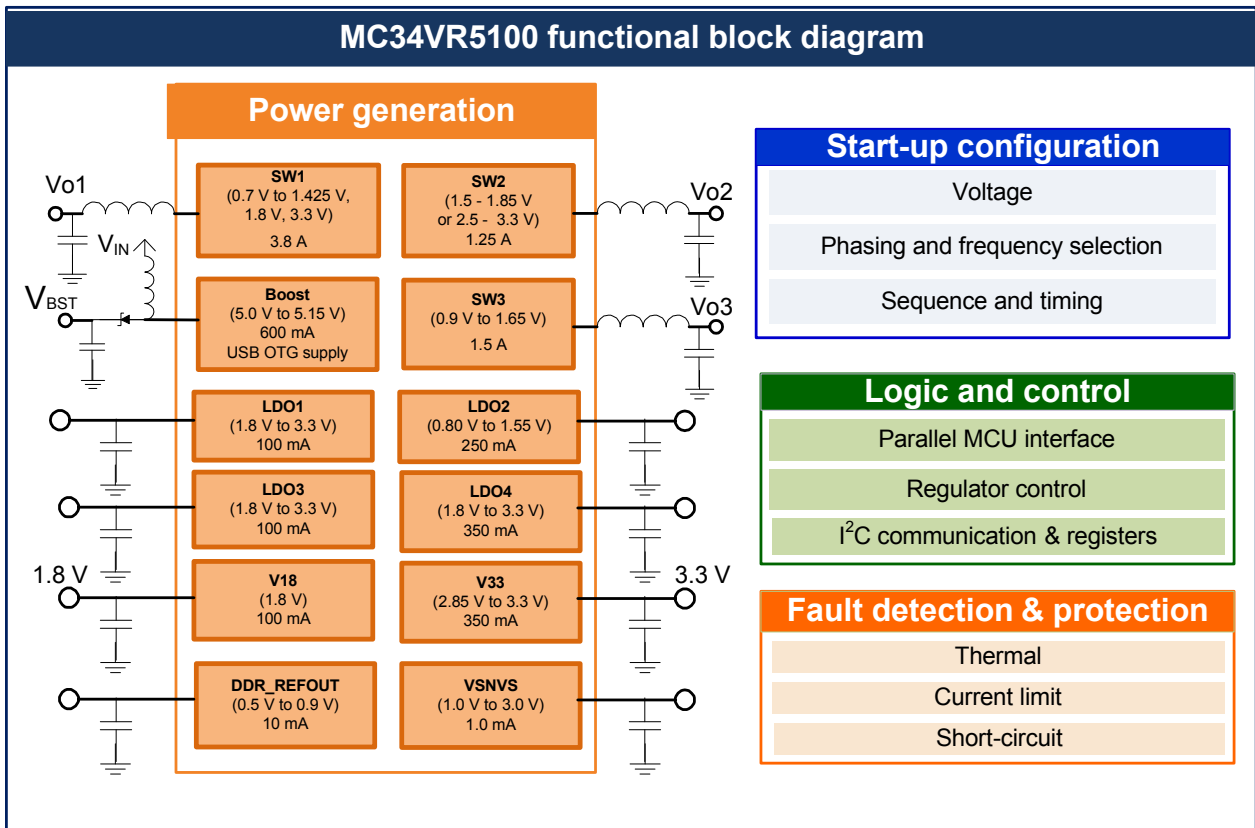 MC34VR5100 functional block diagram
Power generation
Vo1
SW1
(0.7 V to 1.425 V,
1.8 V, 3.3 V)
3.8 A
SW2
(1.5 - 1.85 V
or 2.5 - 3.3 V)
1.25 A
Vo2
VIN
VBST
Boost
(5.0 V to 5.15 V)
600 mA
USB OTG supply
SW3
(0.9 V to 1.65 V)
1.5 A
Vo3
LDO1
(1.8 V to 3.3 V)
100 mA
LDO2
(0.80 to 1.55 V)
250 mA
LDO3
(1.8 V to 3.3 V)
100 mA
LDO4
(1.8 V to 3.3 V)
350 mA
1.8 V
V18
(1.8 V)
100 mA
V33
(2.85 V to 3.3 V)
350 mA
3.3 V
DDR_REFOUT
(0.5 V to 0.9 V)
10 mA
VSNVS
(1.0 V to 3.0 V)
1.0 mA
Start-up configuration
Voltage
Phasing and frequency selection
Sequence and timing
Logic and control
Parallel MCU interface
Regulator control
I²C communication & registers
Fault detection & protection
Thermal
Current limit
Short-circuit